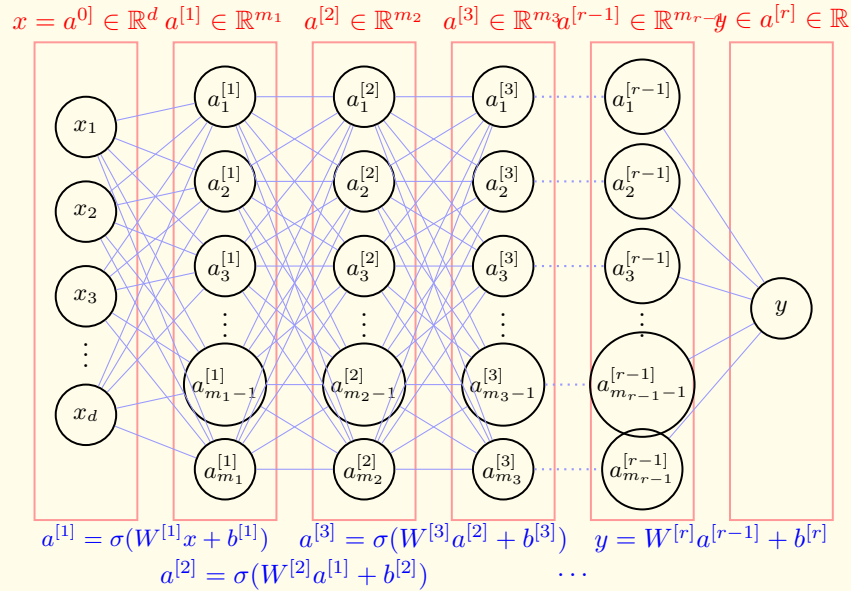 x = a^{0]} ∈ ℝ^d a^{[1]} ∈ ℝ^{m_1} a^{[2]} ∈ ℝ^{m_2} a^{[3]} ∈ ℝ^{m_3} a^{[r−1]} ∈ ℝ^{m_{r−1}} y ∈ a^{[r]} ∈ ℝ
x_1
x_2
x_3
⋮
x_d
a_1^{[1]}
a_2^{[1]}
a_3^{[1]}
⋮
a_{m_1−1}^{[1]}
a_{m_1}^{[1]}
a_1^{[2]}
a_2^{[2]}
a_3^{[2]}
⋮
a_{m_2−1}^{[2]}
a_{m_2}^{[2]}
a_1^{[3]}
a_2^{[3]}
a_3^{[3]}
⋮
a_{m_3−1}^{[3]}
a_{m_3}^{[3]}
a_1^{[r−1]}
a_2^{[r−1]}
a_3^{[r−1]}
⋮
a_{m_{r−1}−1}^{[r−1]}
a_{m_{r−1}}^{[r−1]}
y
a^{[1]} = σ(W^{[1]}x + b^{[1]}) a^{[3]} = σ(W^{[3]}a^{[2]} + b^{[3]}) y = W^{[r]}a^{[r−1]} + b^{[r]}
a^{[2]} = σ(W^{[2]}a^{[1]} + b^{[2]}) ⋯